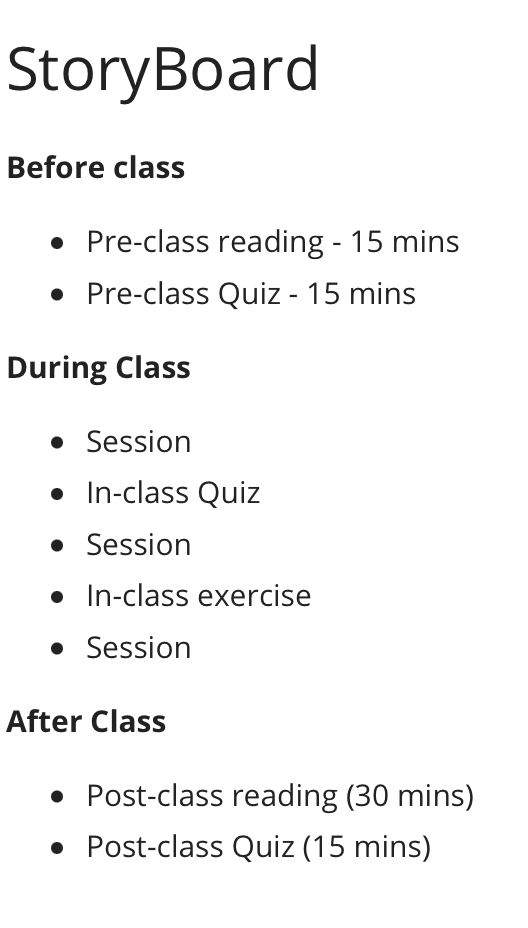 StoryBoard
Before class
● Pre-class reading - 15 mins
● Pre-class Quiz - 15 mins
During Class
● Session
● In-class Quiz
● Session
● In-class exercise
● Session
After Class
● Post-class reading (30 mins)
● Post-class Quiz (15 mins)